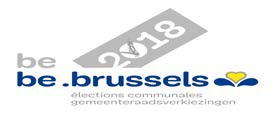 be 2018
be .brussels
élections communales
gemeenteraadsverkiezingen